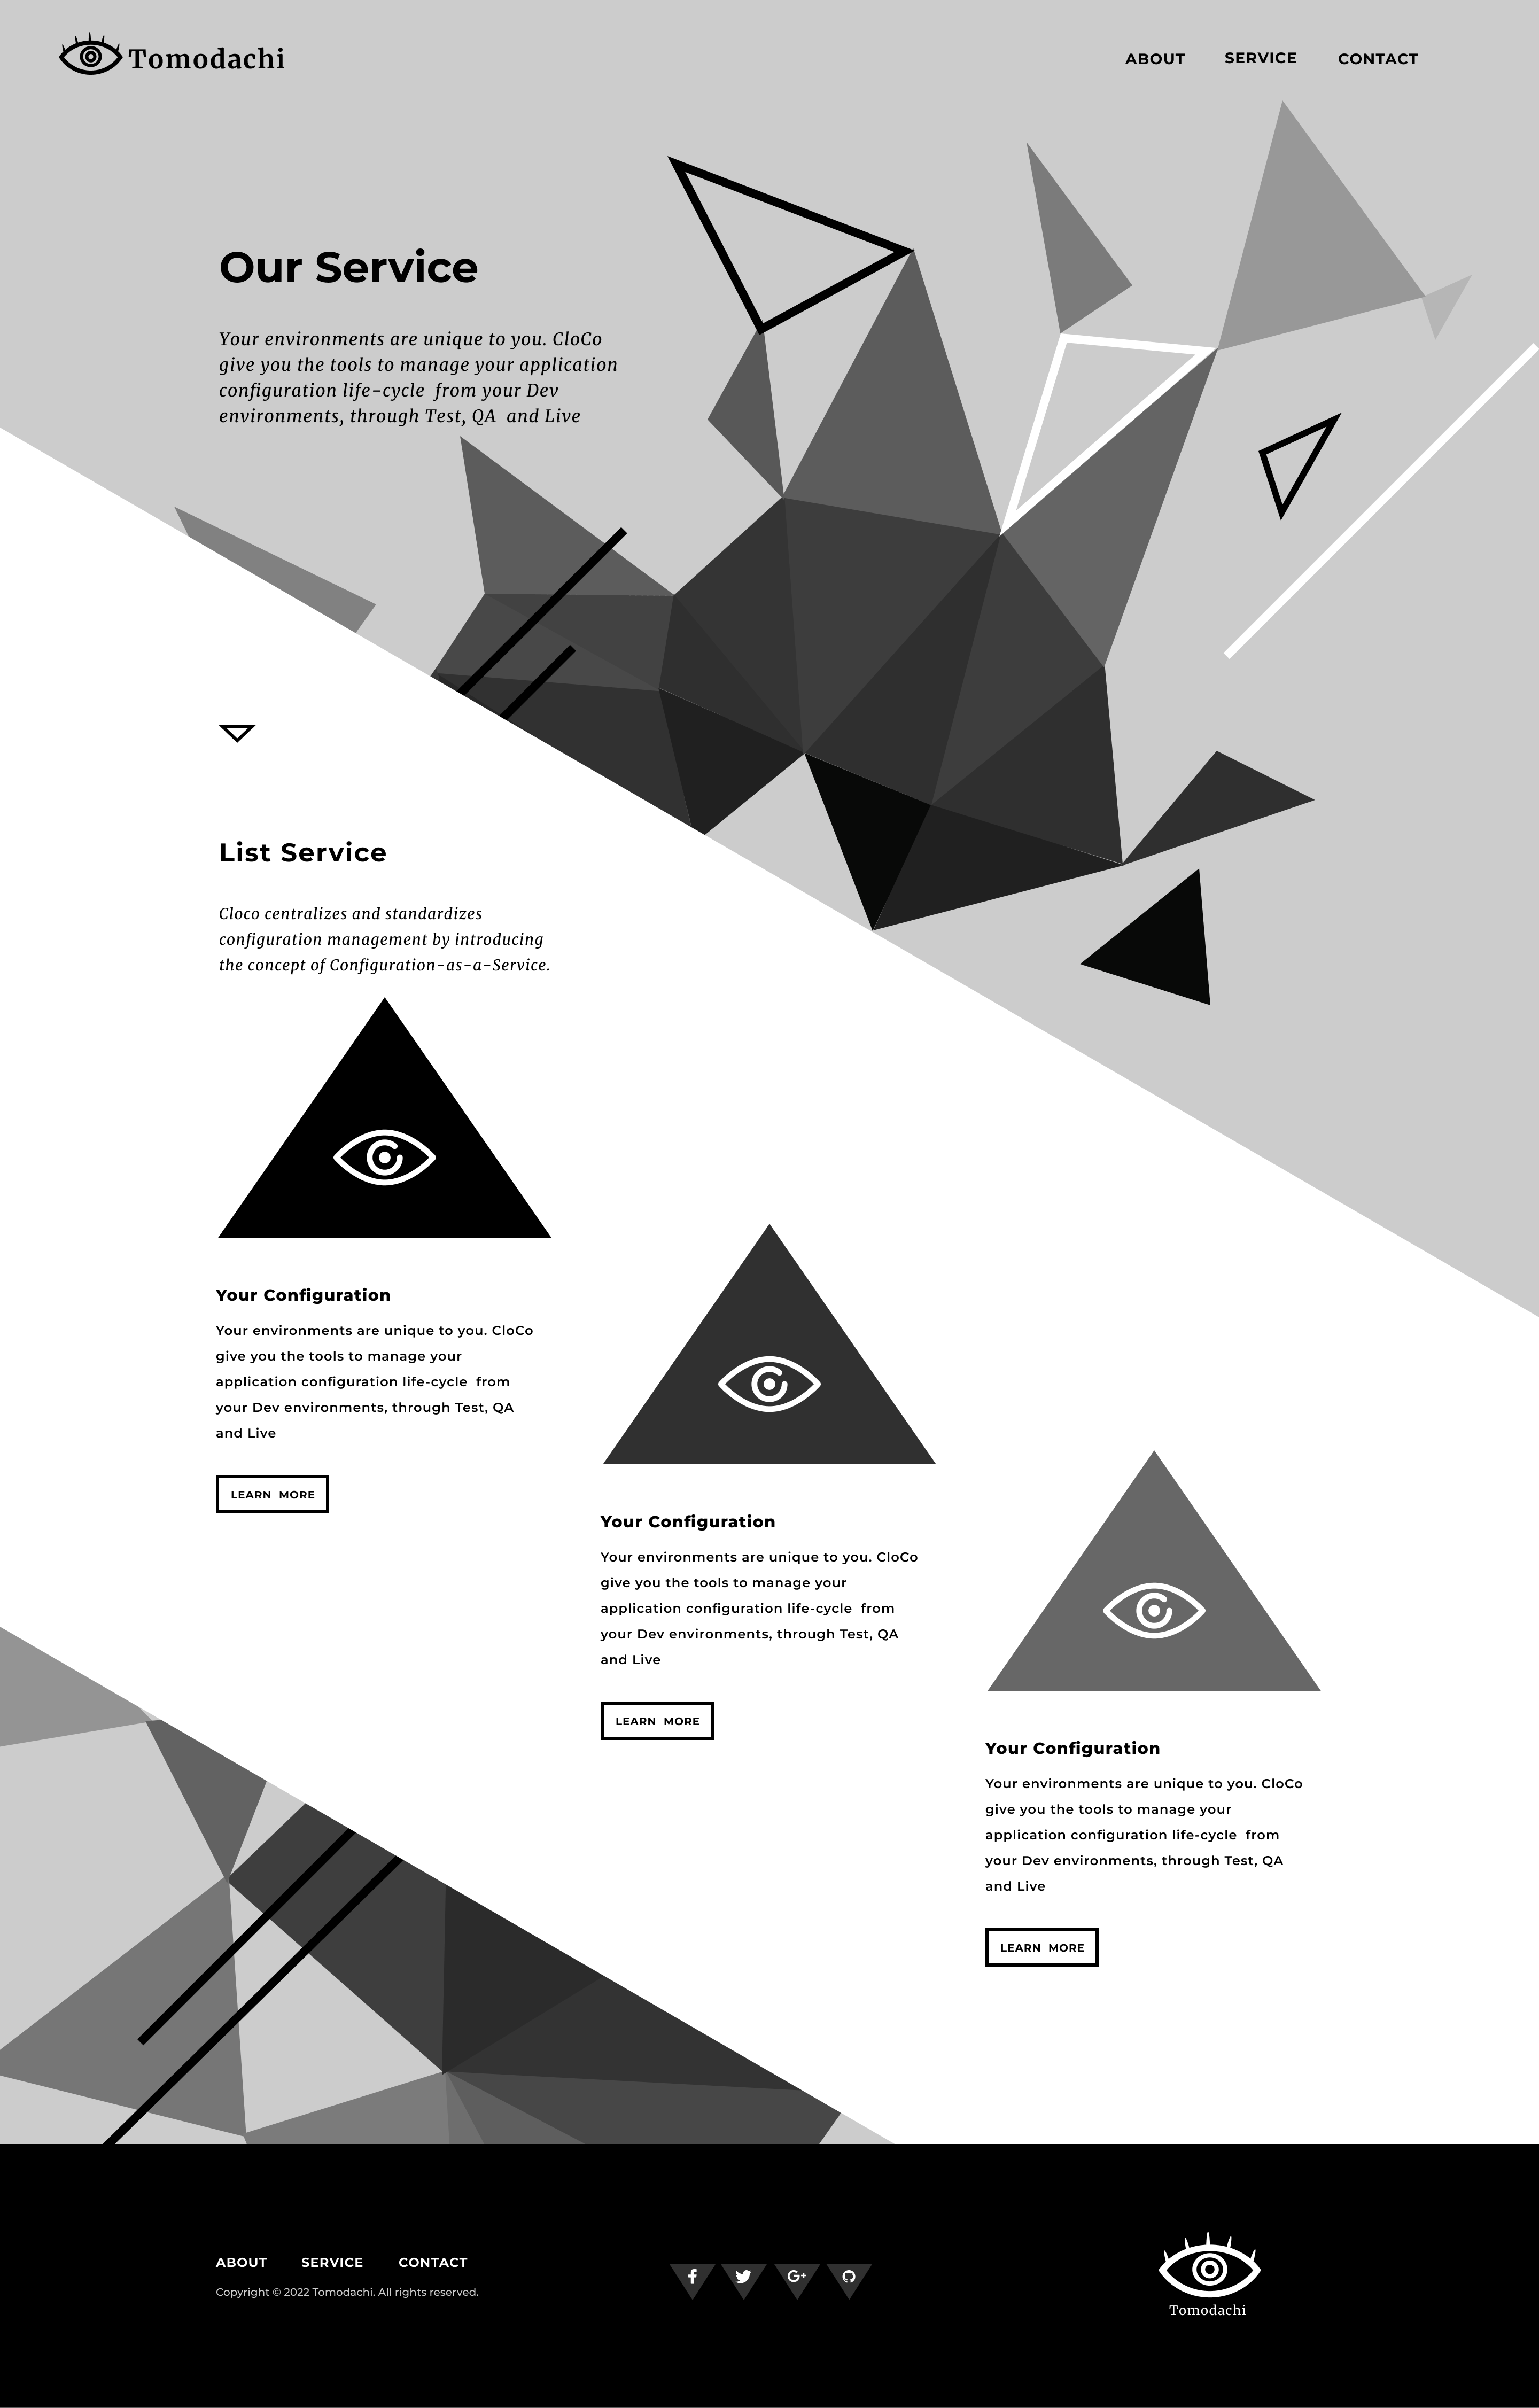 Tomodachi
ABOUT SERVICE CONTACT
Our Service
Your environments are unique to you. CloCo
give you the tools to manage your application
configuration life-cycle from your Dev
environments, through Test, QA and Live
List Service
Cloco centralizes and standardizes
configuration management by introducing
the concept of Configuration-as-a-Service.
Your Configuration
Your environments are unique to you. CloCo
give you the tools to manage your
application configuration life-cycle from
your Dev environments, through Test, QA
and Live
LEARN MORE
Your Configuration
Your environments are unique to you. CloCo
give you the tools to manage your
application configuration life-cycle from
your Dev environments, through Test, QA
and Live
LEARN MORE
Your Configuration
Your environments are unique to you. CloCo
give you the tools to manage your
application configuration life-cycle from
your Dev environments, through Test, QA
and Live
LEARN MORE
ABOUT SERVICE CONTACT
Copyright © 2022 Tomodachi. All rights reserved.
Tomodachi